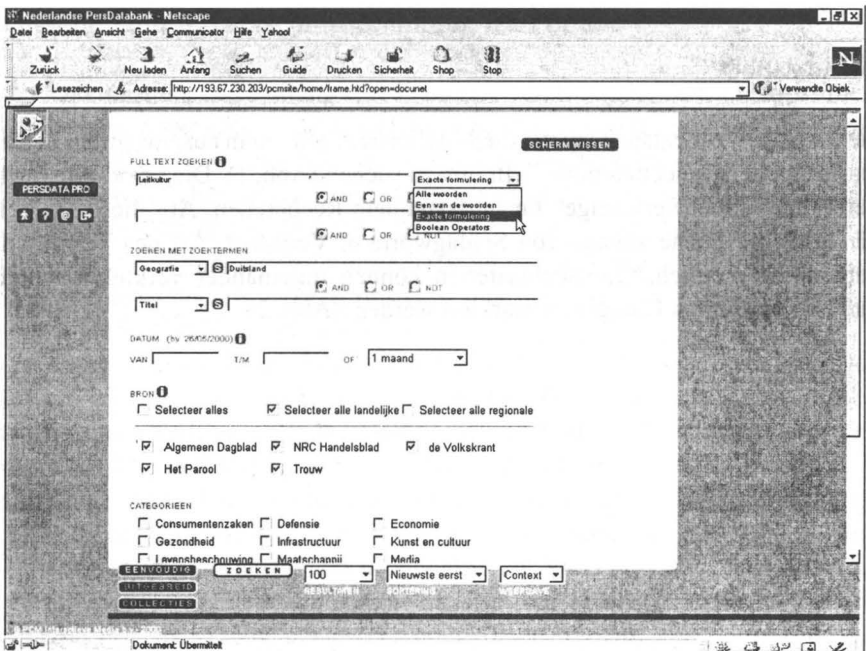 Nederlandse PersDatabank - Netscape
Datei Bearbeiten Ansicht Gehe Communicator Hilfe Yahoo!
Zurück Neu laden Anfang Suchen Guide Drucken Sicherheit Shop Stop
N
Lesezeichen Adresse: http://193.67.230.203/pcmsite/home/frame.htd?open=docunet Verwandte Objek
SCHERM WISSEN
FULL TEXT ZOEKEN
PERSDATA PRO
Leitkultur Exacte formulering
Alle woorden
AND OR Een van de woorden
Exacte formulering
Boolean Operators
AND OR NOT
ZOEKEN MET ZOEKTERMEN
Geografie S Duitsland
AND OR NOT
Titel S
DATUM (bv. 26/05/2000)
VAN T/M OF 1 maand
BRON
Selecteer alles Selecteer alle landelijke Selecteer alle regionale
Algemeen Dagblad NRC Handelsblad de Volkskrant
Het Parool Trouw
CATEGORIEEN
Consumentenzaken Defensie Economie
Gezondheid Infrastructuur Kunst en cultuur
Levensbeschouwing Maatschappij Media
EENVOUDIG ZOEKEN 100 Nieuwste eerst Context
UITGEBREID RESULTATEN SORTERING WEERGAVE
COLLECTIES
Dokument: Übermittelt